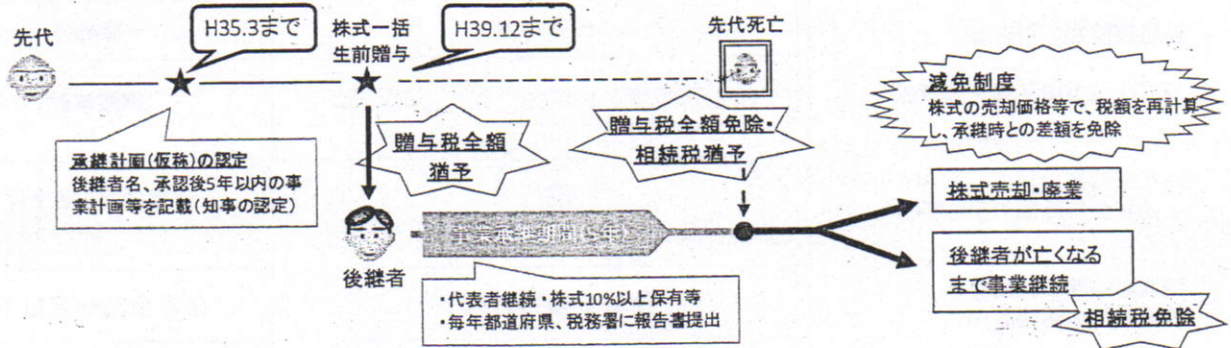 先代
H35.3まで
株式一括
生前贈与
H39.12まで
先代死亡
減免制度
株式の売却価格等で、税額を再計算
し、承継時との差額を免除
承継計画(仮称)の認定
後継者名、承認後5年以内の事
業計画等を記載(知事の認定)
贈与税全額
猶予
贈与税全額免除・
相続税猶予
株式売却・廃業
後継者
後継者が亡くなる
まで事業継続
相続税免除
・代表者継続・株式10%以上保有等
・毎年都道府県、税務署に報告書提出